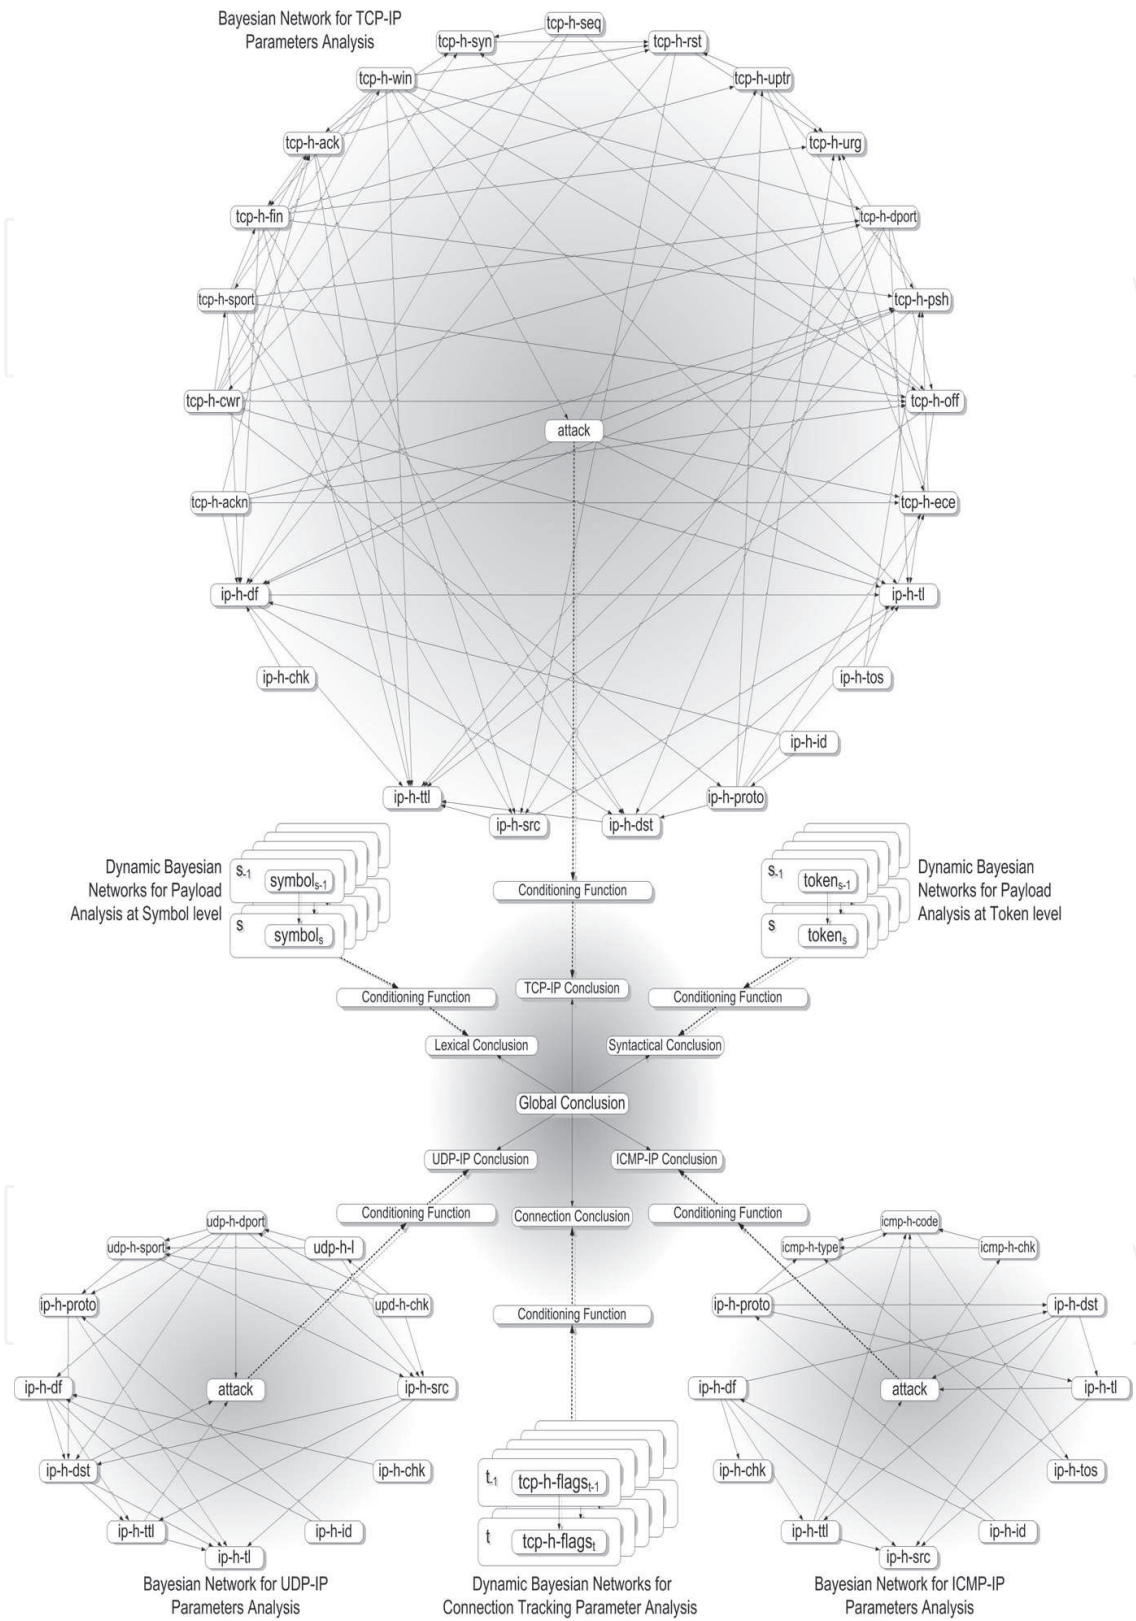 Bayesian Network for TCP-IP
Parameters Analysis
tcp-h-seq
tcp-h-syn
tcp-h-rst
tcp-h-win
tcp-h-uptr
tcp-h-ack
tcp-h-urg
tcp-h-fin
tcp-h-dport
tcp-h-sport
tcp-h-psh
tcp-h-cwr
tcp-h-off
attack
tcp-h-ackn
tcp-h-ece
ip-h-df
ip-h-tl
ip-h-chk
ip-h-tos
ip-h-id
ip-h-ttl
ip-h-proto
ip-h-src
ip-h-dst
Dynamic Bayesian
Networks for Payload
Analysis at Symbol level
s-1
symbols-1
s
symbols
Conditioning Function
s-1
tokens-1
s
tokens
Dynamic Bayesian
Networks for Payload
Analysis at Token level
TCP-IP Conclusion
Conditioning Function
Conditioning Function
Lexical Conclusion
Syntactical Conclusion
Global Conclusion
UDP-IP Conclusion
ICMP-IP Conclusion
Conditioning Function
Connection Conclusion
Conditioning Function
Conditioning Function
udp-h-dport
udp-h-sport
udp-h-l
ip-h-proto
upd-h-chk
ip-h-df
attack
ip-h-src
ip-h-dst
ip-h-chk
ip-h-ttl
ip-h-id
ip-h-tl
Bayesian Network for UDP-IP
Parameters Analysis
t-1
tcp-h-flagst-1
t
tcp-h-flagst
Dynamic Bayesian Networks for
Connection Tracking Parameter Analysis
icmp-h-code
icmp-h-type
icmp-h-chk
ip-h-proto
ip-h-dst
ip-h-df
attack
ip-h-tl
ip-h-chk
ip-h-tos
ip-h-ttl
ip-h-id
ip-h-src
Bayesian Network for ICMP-IP
Parameters Analysis